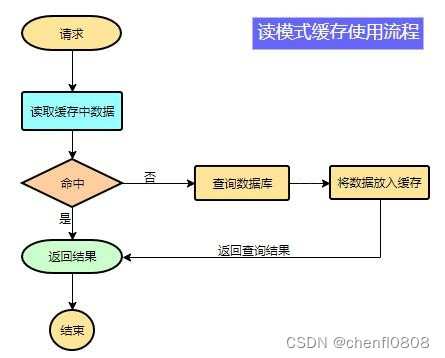 请求
读模式缓存使用流程
读取缓存中数据
命中
否
查询数据库
将数据放入缓存
是
返回结果
返回查询结果
结束
CSDN @chenfl0808